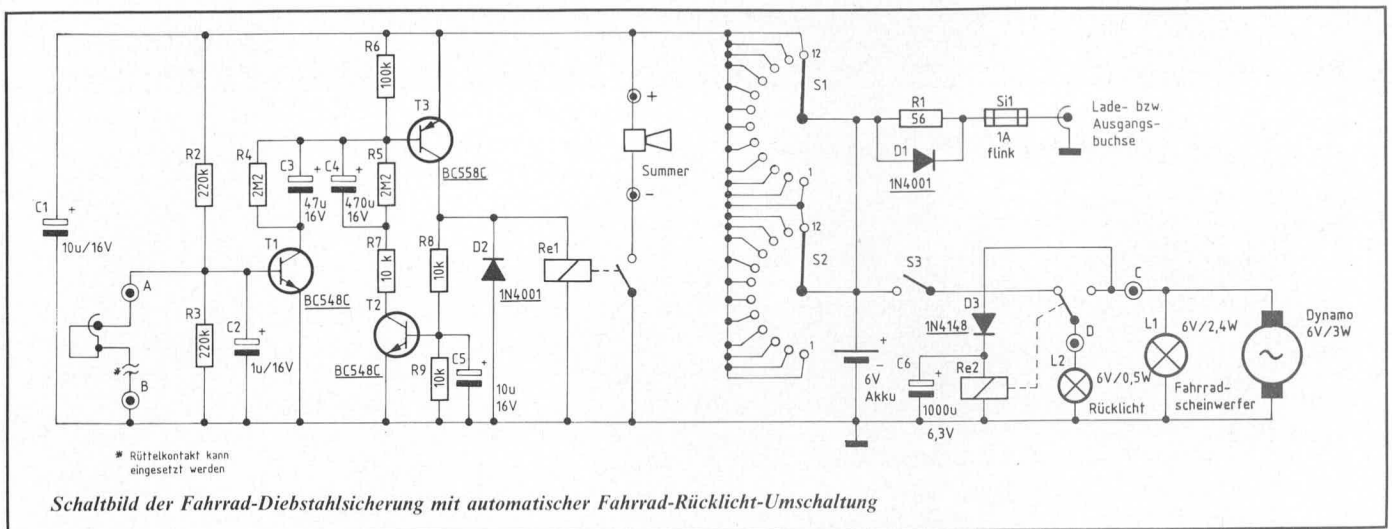 R6
100k
T3
BC558C
R2
220k
R4
2M2
C3
+
47u
16V
C4
+
470u
16V
R5
2M2
C1
+
10u/16V
T1
BC548C
R7
10 k
R8
10k
D2
1N4001
Re1
+
Summer
-
A
B
*
R3
220k
C2
+
1u/16V
T2
BC548C
R9
10k
C5
+
10u
16V
* Rüttelkontakt kann
eingesetzt werden
12
S1
1
12
S2
1
R1
56
D1
1N4001
Si1
1A
flink
Lade- bzw.
Ausgangs-
buchse
S3
+
-
6V
Akku
D3
1N4148
C6
+
1000u
6,3V
Re2
C
D
L2
6V/0,5W
Rücklicht
L1
6V/2,4W
Fahrrad-
scheinwerfer
Dynamo
6V/3W
~
Schaltbild der Fahrrad-Diebstahlsicherung mit automatischer Fahrrad-Rücklicht-Umschaltung